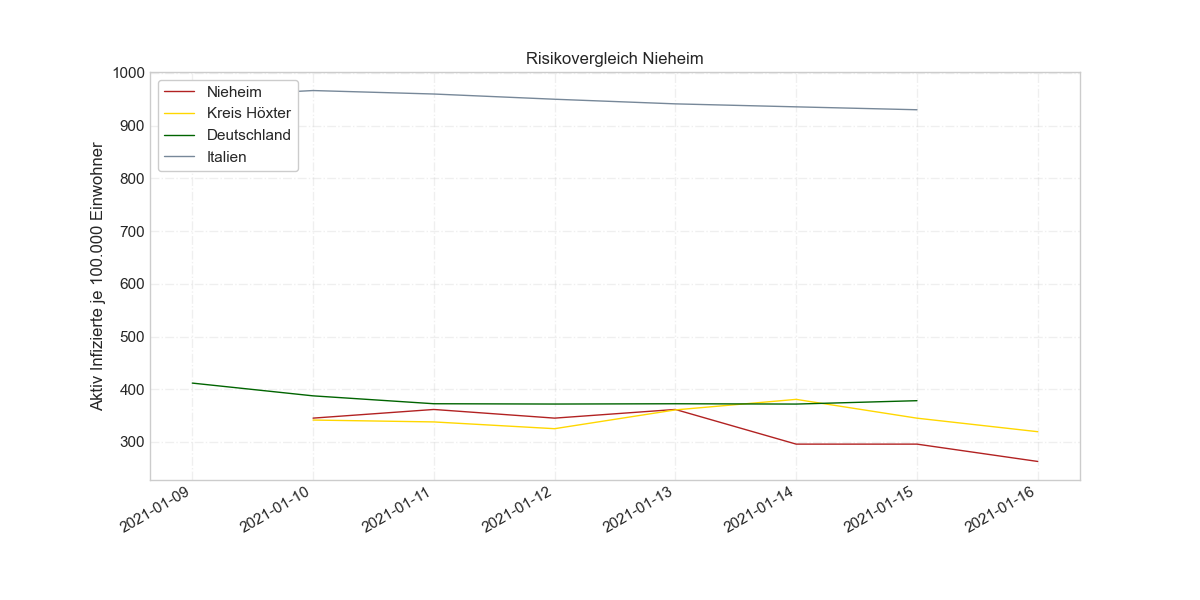 Risikovergleich Nieheim
Aktiv Infizierte je 100.000 Einwohner
1000
900
800
700
600
500
400
300
Nieheim
Kreis Höxter
Deutschland
Italien
2021-01-09
2021-01-10
2021-01-11
2021-01-12
2021-01-13
2021-01-14
2021-01-15
2021-01-16